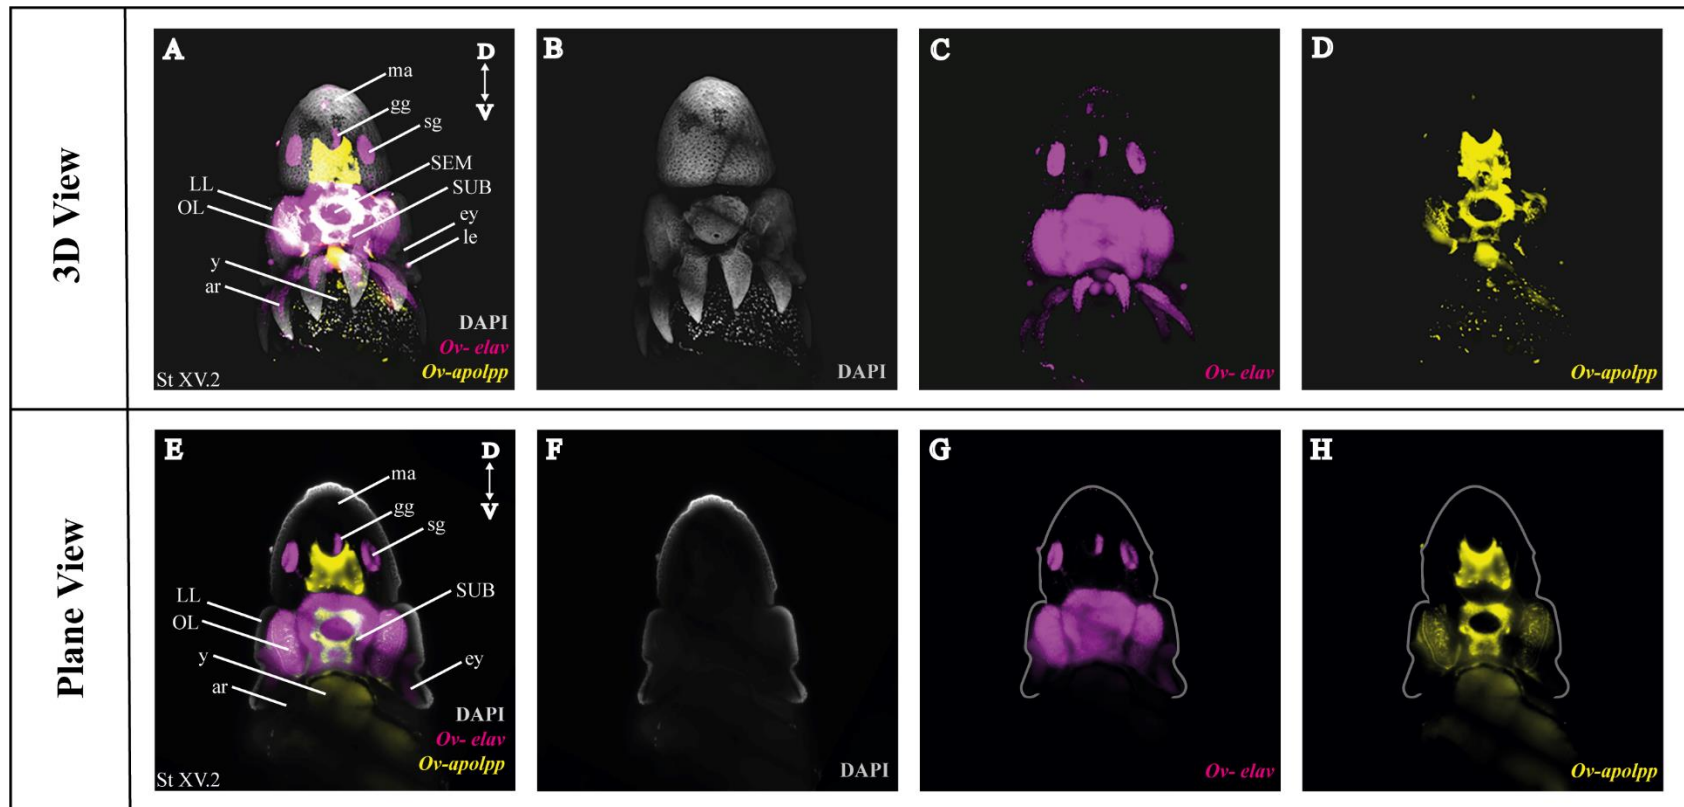 3D View
A
D
V
ma
gg
sg
SEM
SUB
LL
OL
ey
le
y
ar
DAPI
Ov- elav
Ov-apolpp
St XV.2
B
DAPI
C
Ov- elav
D
Ov-apolpp
Plane View
E
D
V
ma
gg
sg
SUB
LL
OL
y
ey
ar
DAPI
Ov- elav
Ov-apolpp
St XV.2
F
DAPI
G
Ov- elav
H
Ov-apolpp